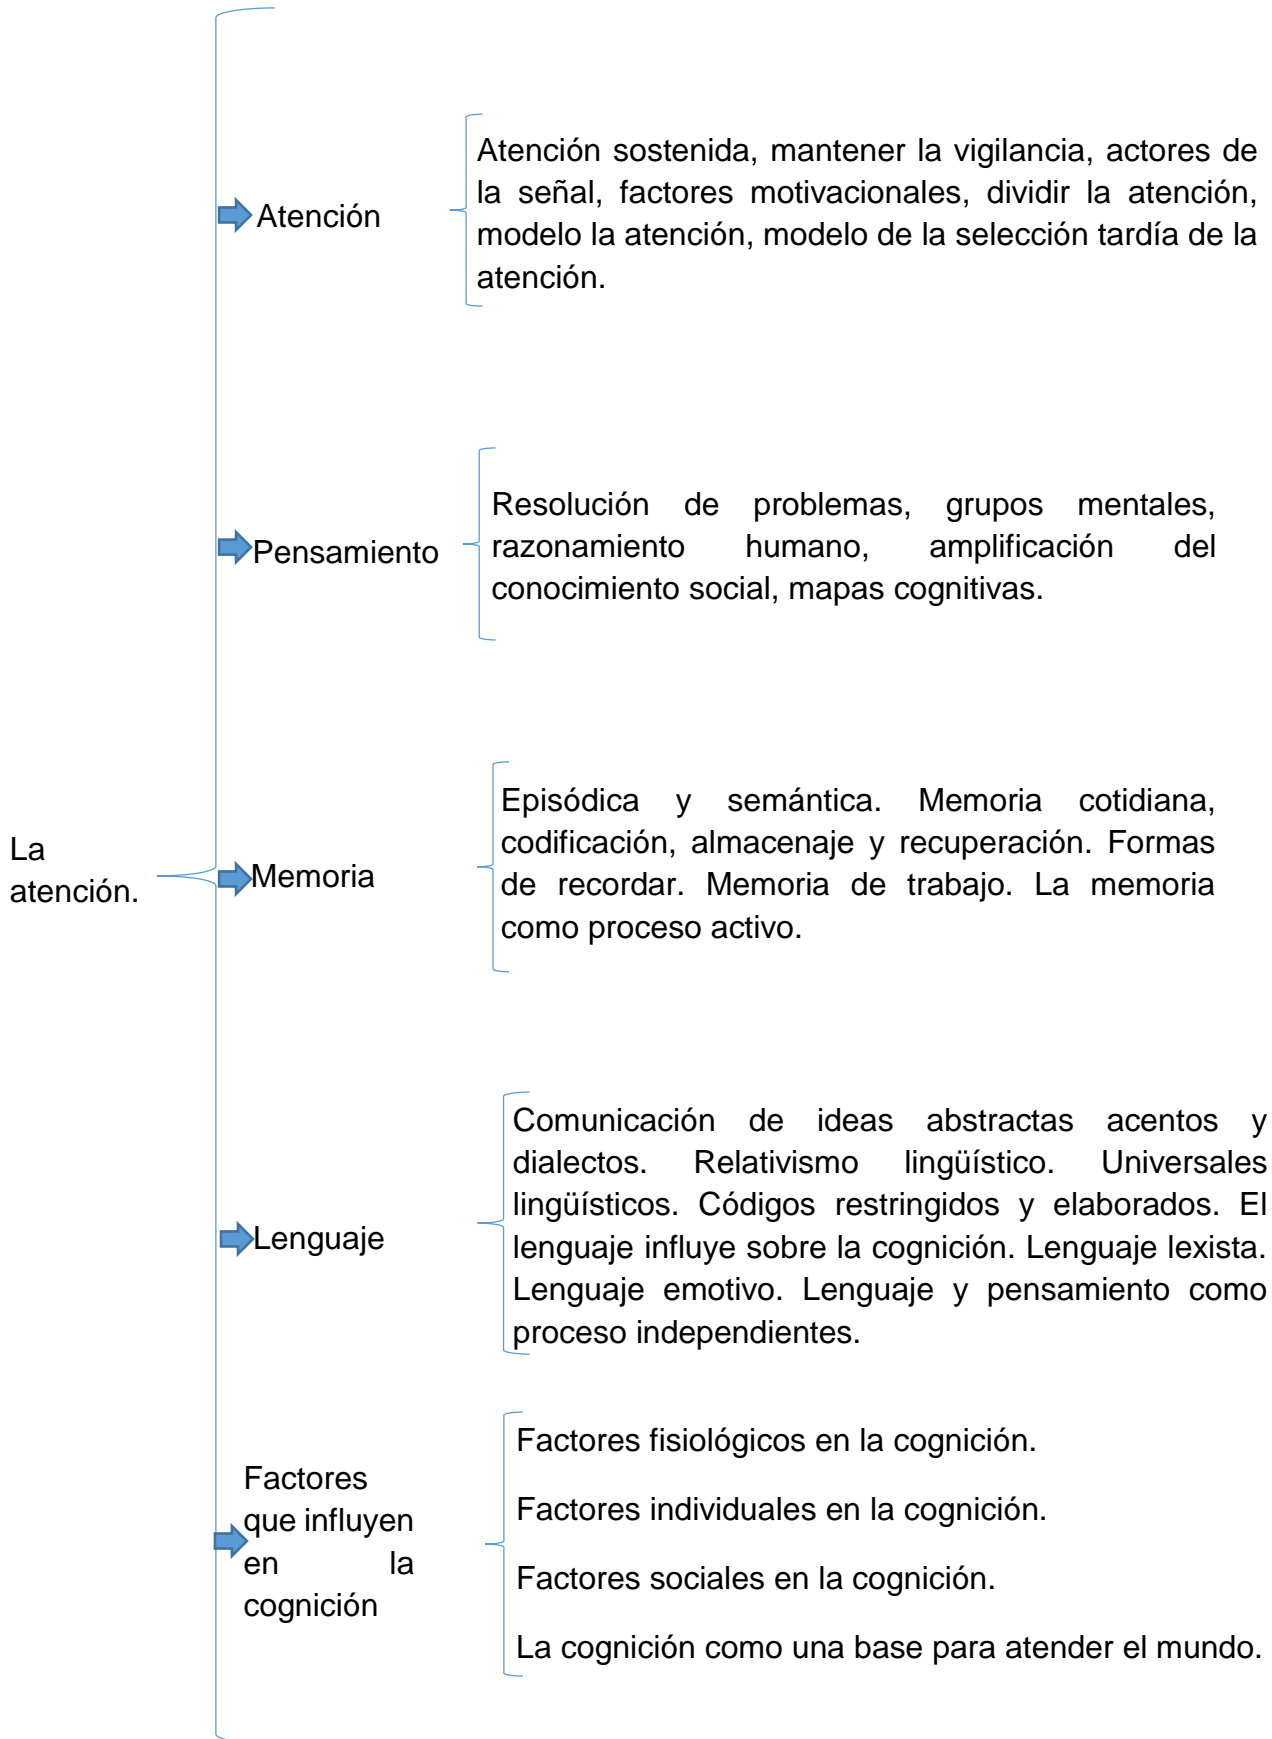 La
atención.
Atención
Atención sostenida, mantener la vigilancia, actores de
la señal, factores motivacionales, dividir la atención,
modelo la atención, modelo de la selección tardía de la
atención.
Pensamiento
Resolución de problemas, grupos mentales,
razonamiento humano, amplificación del
conocimiento social, mapas cognitivas.
Memoria
Episódica y semántica. Memoria cotidiana,
codificación, almacenaje y recuperación. Formas
de recordar. Memoria de trabajo. La memoria
como proceso activo.
Lenguaje
Comunicación de ideas abstractas acentos y
dialectos. Relativismo lingüístico. Universales
lingüísticos. Códigos restringidos y elaborados. El
lenguaje influye sobre la cognición. Lenguaje lexista.
Lenguaje emotivo. Lenguaje y pensamiento como
proceso independientes.
Factores
que influyen
en la
cognición
Factores fisiológicos en la cognición.
Factores individuales en la cognición.
Factores sociales en la cognición.
La cognición como una base para atender el mundo.